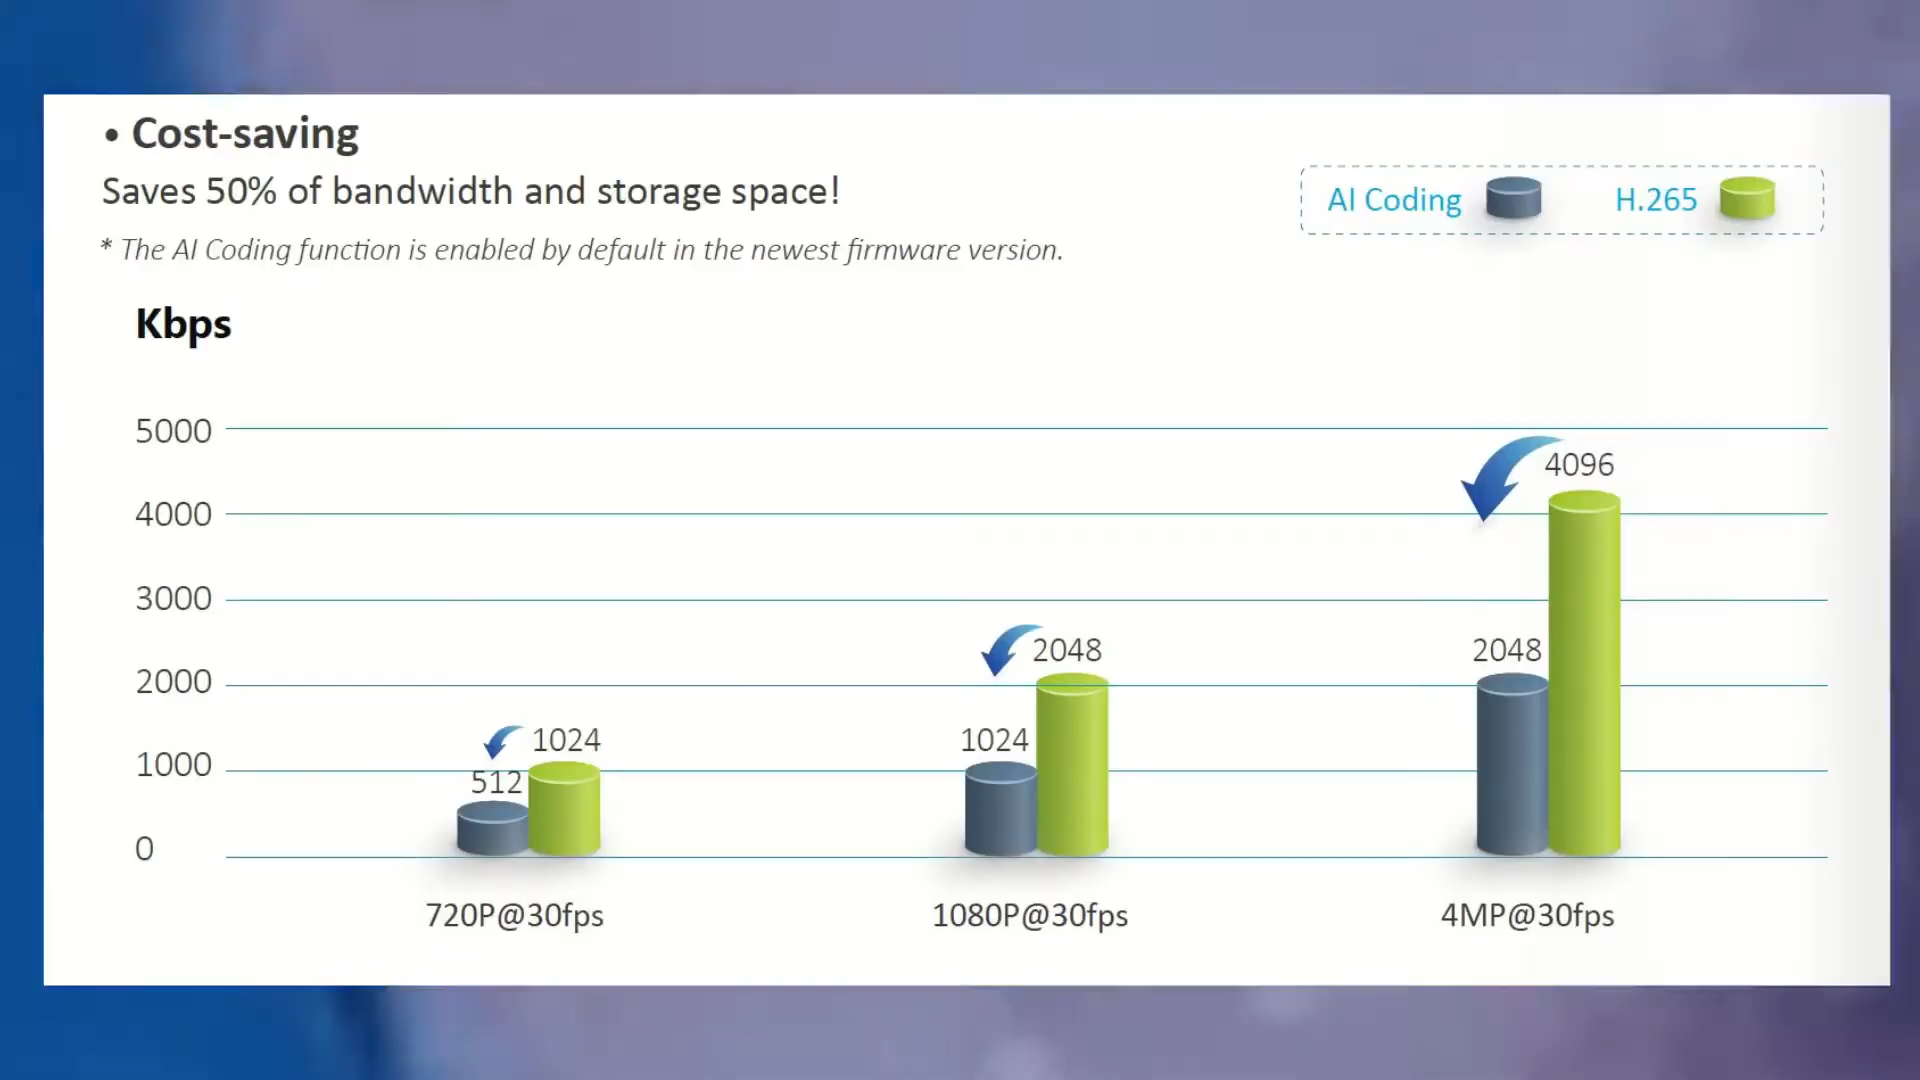 • Cost-saving
Saves 50% of bandwidth and storage space!
* The AI Coding function is enabled by default in the newest firmware version.
AI Coding H.265
Kbps
5000
4000
3000
2000
1000
0
512 1024
1024 2048
2048 4096
720P@30fps 1080P@30fps 4MP@30fps